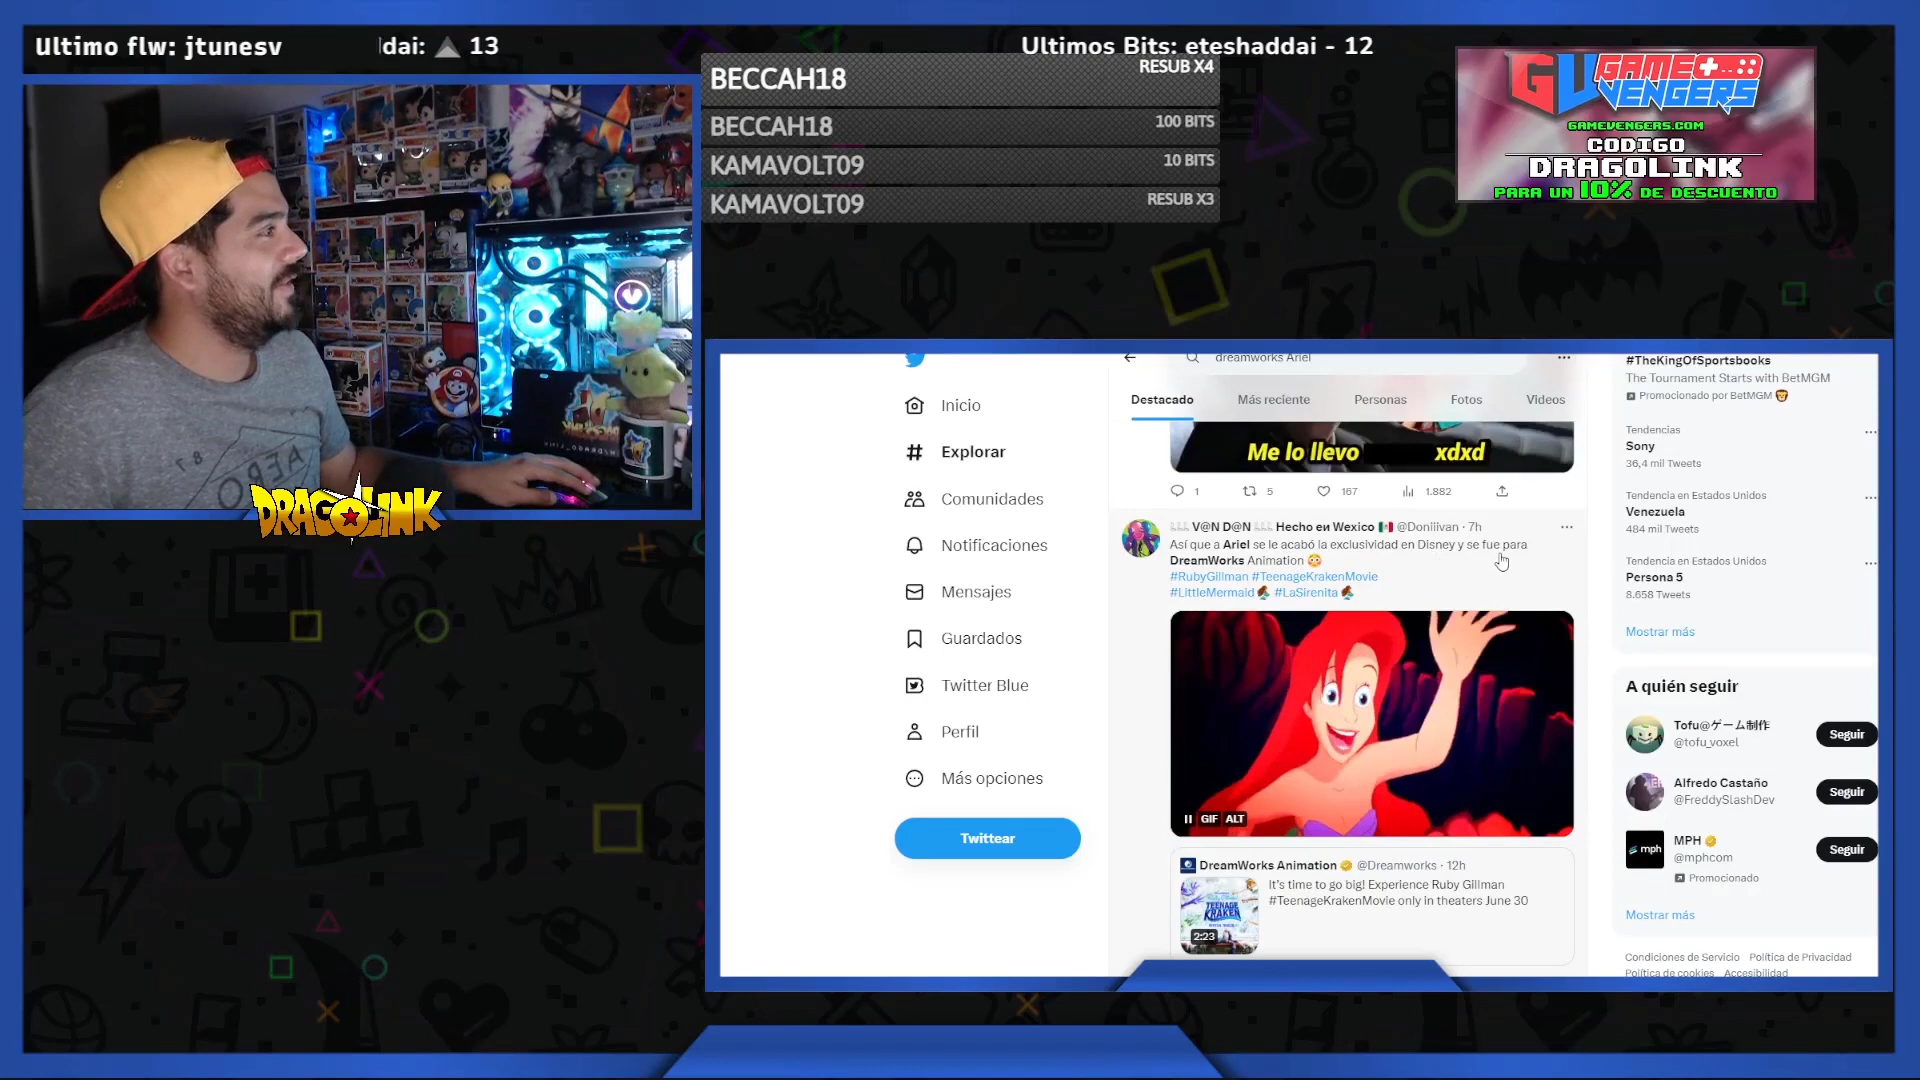 Ultimo flw: jtunesv
dai: 13
Ultimos Bits: eteshaddai - 12
BECCAH18 RESUB X4
BECCAH18 100 BITS
KAMAVOLT09 10 BITS
KAMAVOLT09 RESUB X3
GU GAME VENGERS
GAMEVENGERS.COM
CODIGO
DRAGOLINK
PARA UN 10% DE DESCUENTO
DRAGOLINK
Inicio
Explorar
Comunidades
Notificaciones
Mensajes
Guardados
Twitter Blue
Perfil
Más opciones
Twittear
dreamworks Ariel
Destacado Más reciente Personas Fotos Videos
Me lo llevo xdxd
1 5 167 1.882
V@N D@N Hecho eи Wexico @Doniiivan · 7h
Así que a Ariel se le acabó la exclusividad en Disney y se fue para
DreamWorks Animation
#RubyGillman #TeenageKrakenMovie
#LittleMermaid #LaSirenita
GIF ALT
DreamWorks Animation @Dreamworks · 12h
It's time to go big! Experience Ruby Gillman
#TeenageKrakenMovie only in theaters June 30
TEENAGE
KRAKEN
2:23
#TheKingOfSportsbooks
The Tournament Starts with BetMGM
Promocionado por BetMGM
Tendencias
Sony
36,4 mil Tweets
Tendencia en Estados Unidos
Venezuela
484 mil Tweets
Tendencia en Estados Unidos
Persona 5
8.658 Tweets
Mostrar más
A quién seguir
Tofu@ゲーム制作
@tofu_voxel
Seguir
Alfredo Castaño
@FreddySlashDev
Seguir
mph
MPH
@mphcom
Seguir
Promocionado
Mostrar más
Condiciones de Servicio Política de Privacidad
Política de cookies Accesibilidad